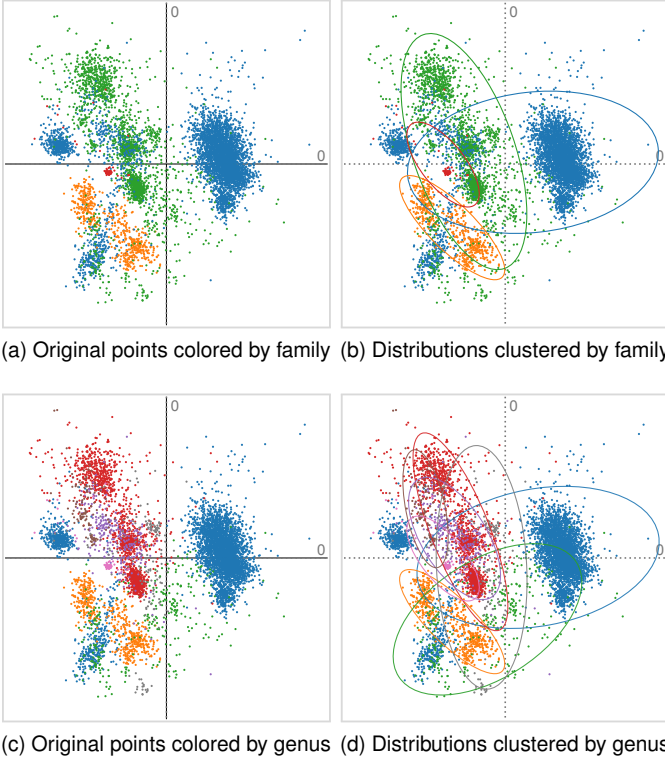 0
0
0
0
(a) Original points colored by family
(b) Distributions clustered by family
0
0
0
0
(c) Original points colored by genus
(d) Distributions clustered by genus